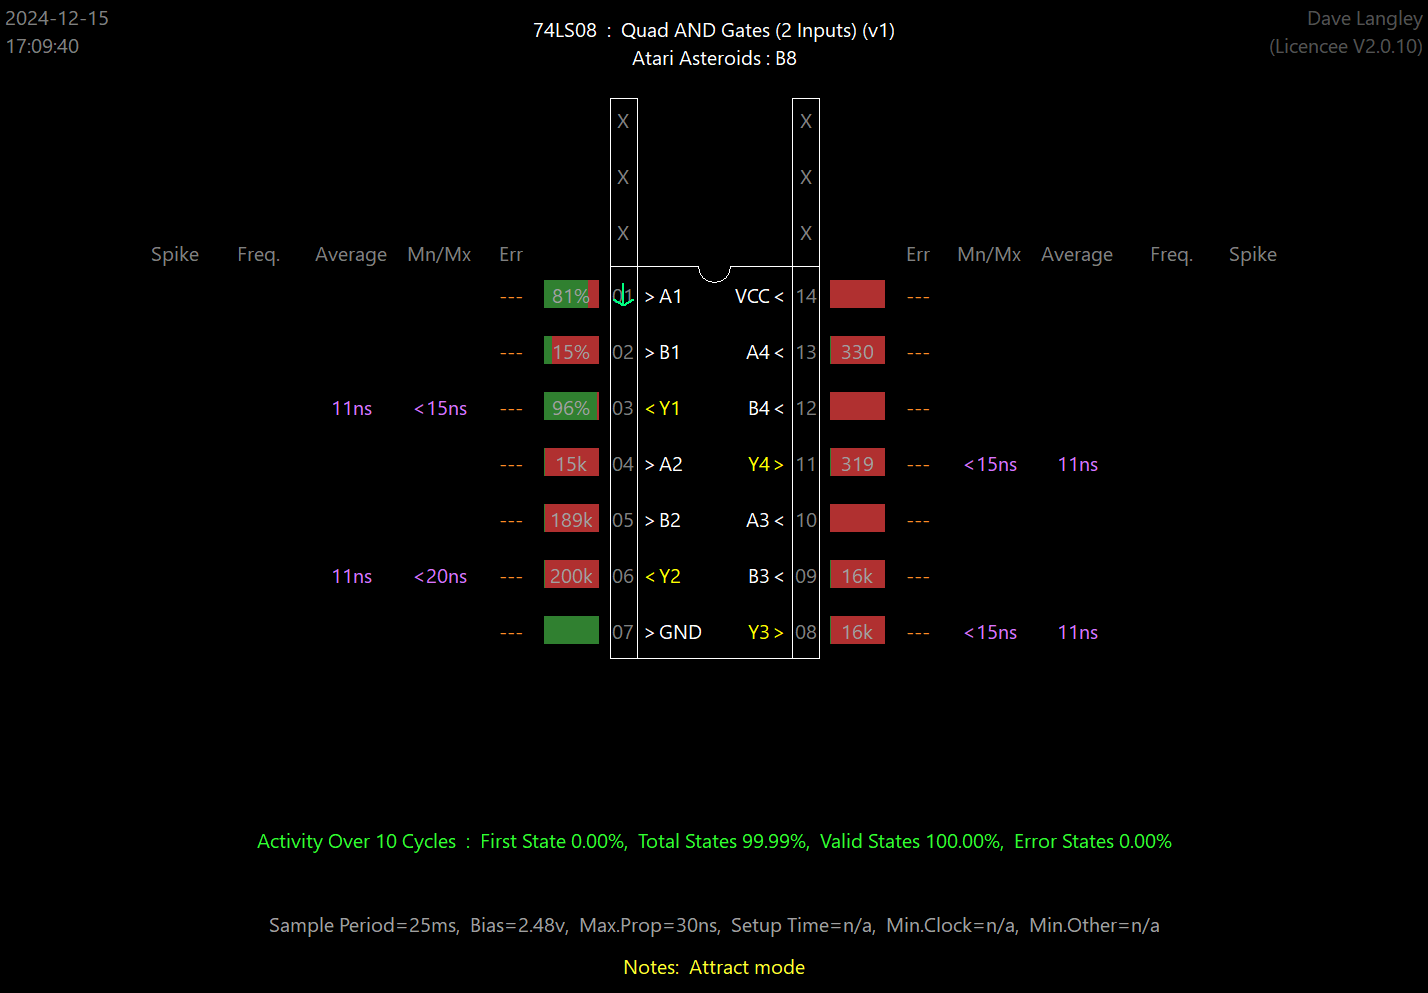 2024-12-15
17:09:40
74LS08 : Quad AND Gates (2 Inputs) (v1)
Atari Asteroids : B8
Dave Langley
(Licencee V2.0.10)
X X
X X
X X
Spike Freq. Average Mn/Mx Err Err Mn/Mx Average Freq. Spike
--- 81% 01 > A1 VCC < 14 ---
--- 15% 02 > B1 A4 < 13 330 ---
11ns <15ns --- 96% 03 < Y1 B4 < 12 ---
--- 15k 04 > A2 Y4 > 11 319 --- <15ns 11ns
--- 189k 05 > B2 A3 < 10 ---
11ns <20ns --- 200k 06 < Y2 B3 < 09 16k ---
--- 07 > GND Y3 > 08 16k --- <15ns 11ns
Activity Over 10 Cycles : First State 0.00%, Total States 99.99%, Valid States 100.00%, Error States 0.00%
Sample Period=25ms, Bias=2.48v, Max.Prop=30ns, Setup Time=n/a, Min.Clock=n/a, Min.Other=n/a
Notes: Attract mode